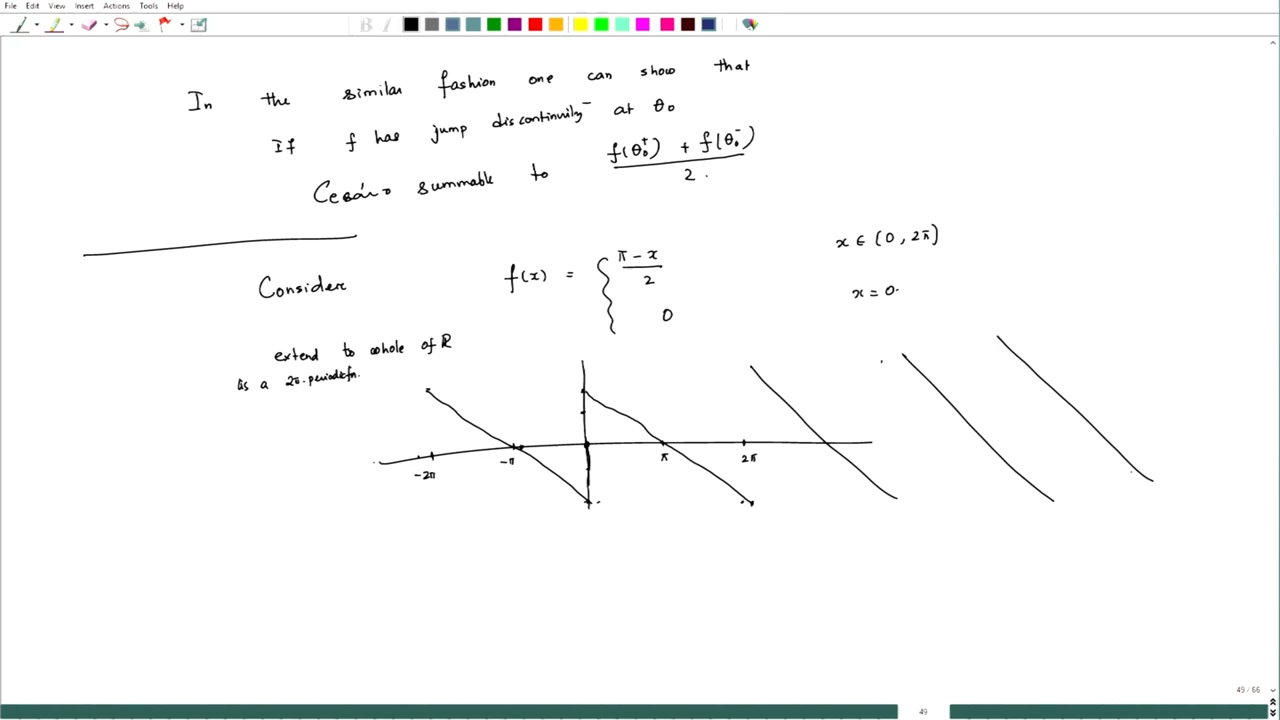 File Edit View Insert Actions Tools Help
In the similar fashion one can show that
If f has jump discontinuity at θ₀
Cesáro summable to f(θ₀⁺) + f(θ₀⁻) / 2.
Consider f(x) = { π - x / 2 x ∈ (0, 2π)
0 x = 0.
extend to whole of ℝ
as a 2π-periodic fn.
-2π -π π 2π
49 / 66
49